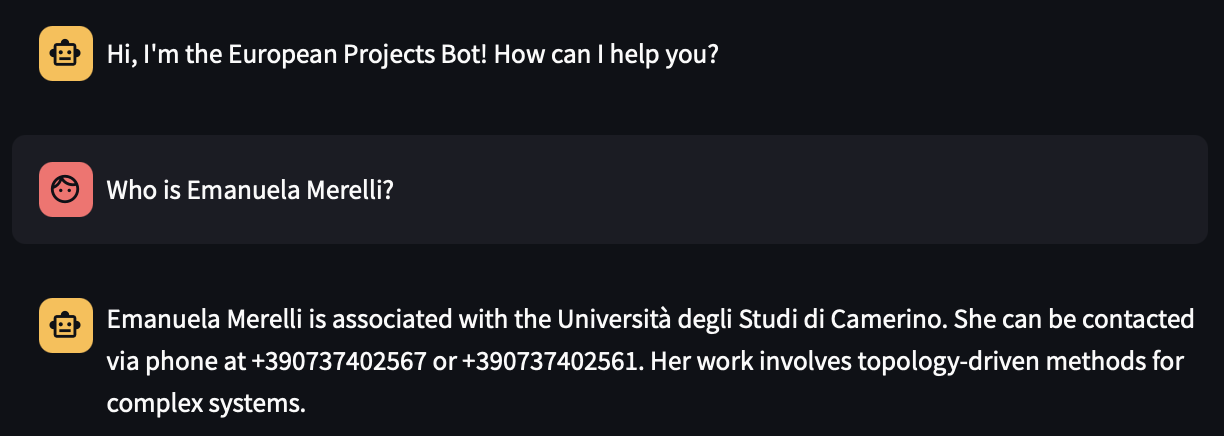 Hi, I'm the European Projects Bot! How can I help you?
Who is Emanuela Merelli?
Emanuela Merelli is associated with the Università degli Studi di Camerino. She can be contacted
via phone at +390737402567 or +390737402561. Her work involves topology-driven methods for
complex systems.